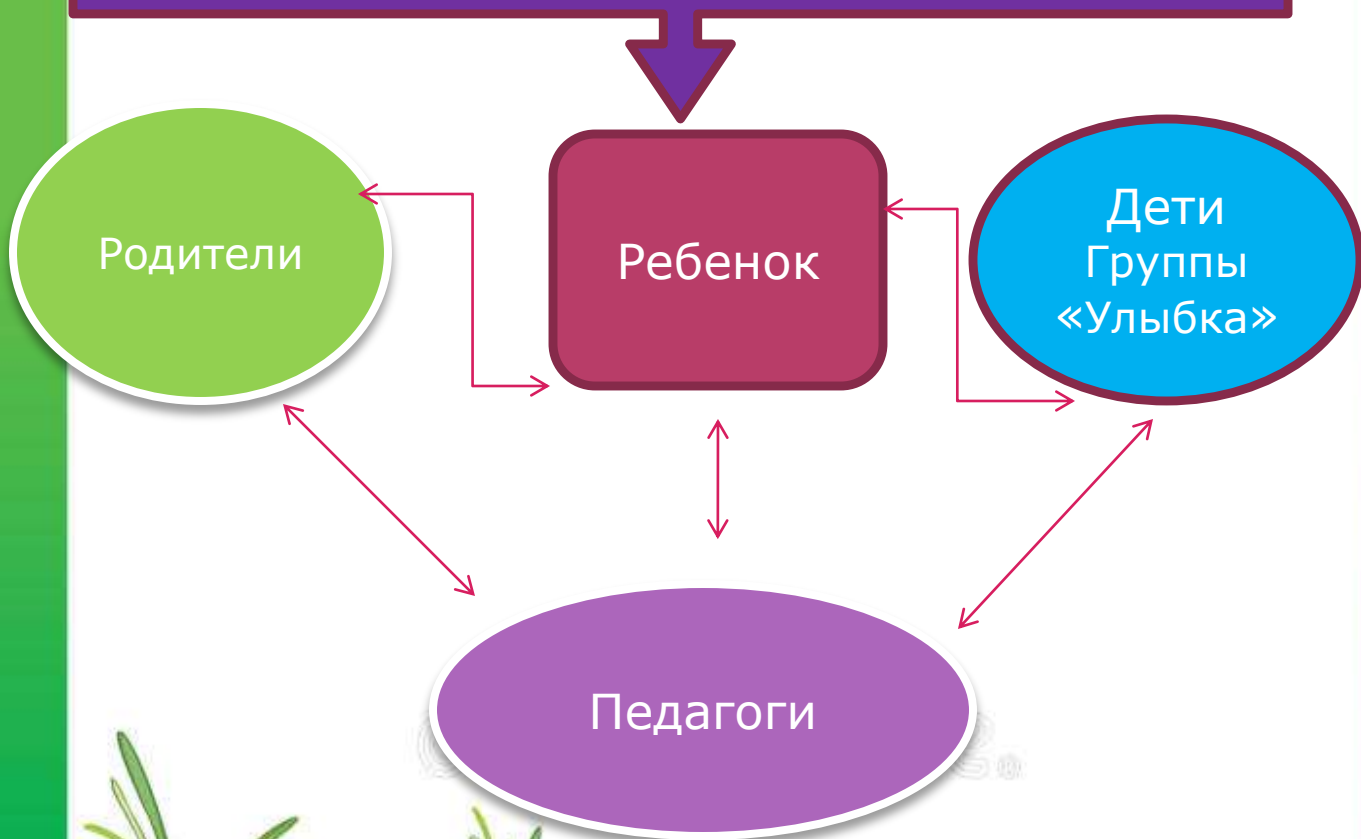 Родители
Ребенок
Дети
Группы
«Улыбка»
Педагоги